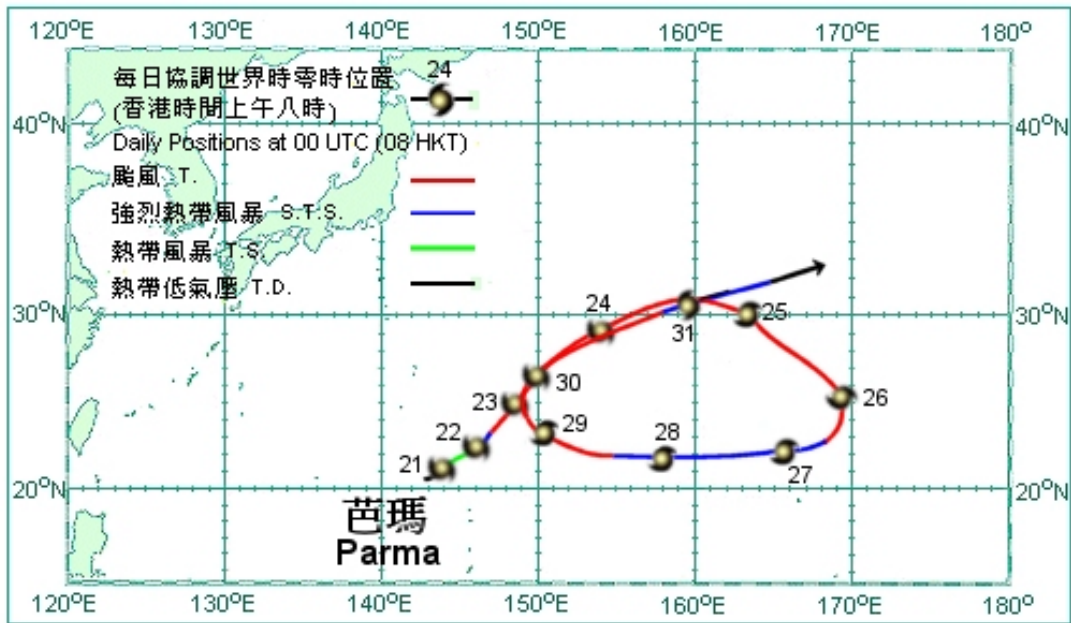 120°E 130°E 140°E 150°E 160°E 170°E 180°
每日協調世界時零時位置 24
(香港時間上午八時)
40°N 40°N
Daily Positions at 00 UTC (08 HKT)
颱風 T.
強烈熱帶風暴 S.T.S.
熱帶風暴 T.S.
熱帶低氣壓 T.D.
24
30°N 31 25 30°N
30
23 26
29
22 28
21 27
20°N 20°N
芭瑪
Parma
120°E 130°E 140°E 150°E 160°E 170°E 180°